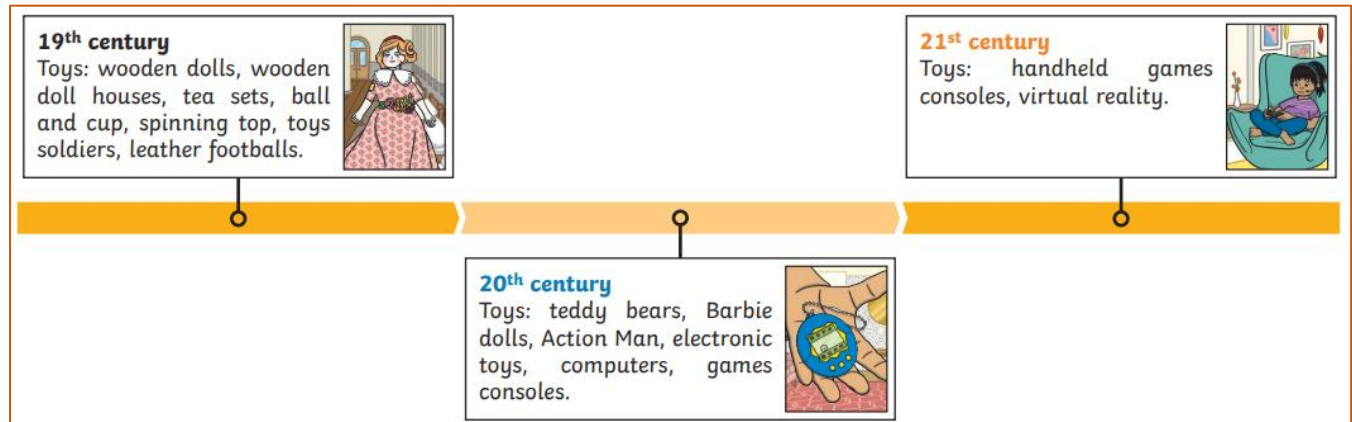 19th century
Toys: wooden dolls, wooden
doll houses, tea sets, ball
and cup, spinning top, toys
soldiers, leather footballs.
20th century
Toys: teddy bears, Barbie
dolls, Action Man, electronic
toys, computers, games
consoles.
21st century
Toys: handheld games
consoles, virtual reality.